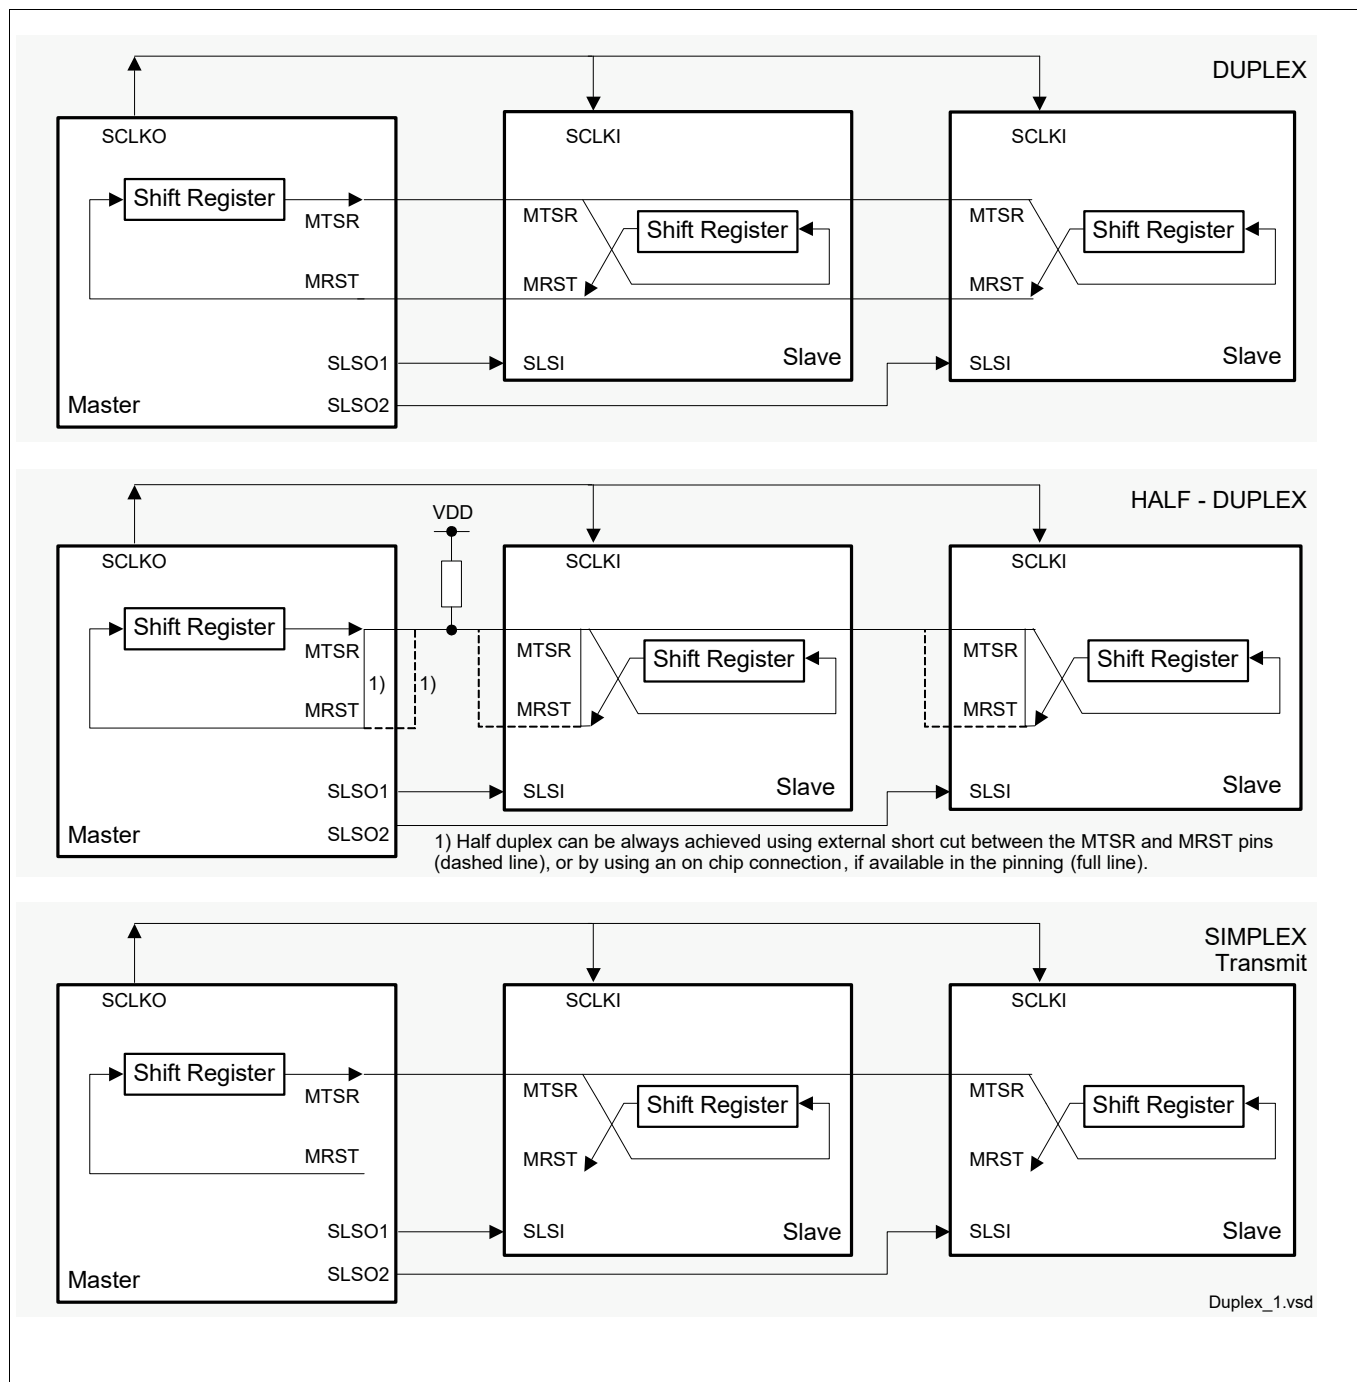 DUPLEX
SCLKO
SCLKI
SCLKI
Shift Register
MTSR
MTSR
Shift Register
MTSR
Shift Register
MRST
MRST
MRST
SLSO1
SLSI
Slave
SLSI
Slave
Master
SLSO2
HALF - DUPLEX
VDD
SCLKO
SCLKI
SCLKI
Shift Register
MTSR
MTSR
Shift Register
MTSR
Shift Register
1)
1)
MRST
MRST
MRST
SLSO1
SLSI
Slave
SLSI
Slave
Master
SLSO2
1) Half duplex can be always achieved using external short cut between the MTSR and MRST pins
(dashed line), or by using an on chip connection, if available in the pinning (full line).
SIMPLEX
Transmit
SCLKO
SCLKI
SCLKI
Shift Register
MTSR
MTSR
Shift Register
MTSR
Shift Register
MRST
MRST
MRST
SLSO1
SLSI
Slave
SLSI
Slave
Master
SLSO2
Duplex_1.vsd